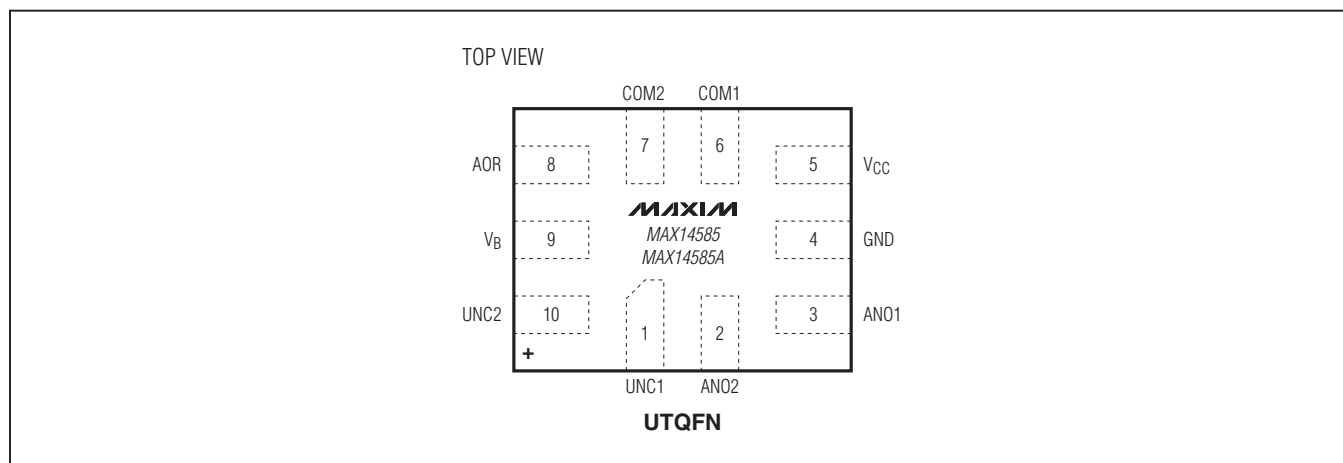 TOP VIEW
COM2 COM1
7 6
AOR 8 5 VCC
MAXIM
MAX14585
MAX14585A
VB 9 4 GND
UNC2 10 1 2 3 ANO1
+
UNC1 ANO2
UTQFN